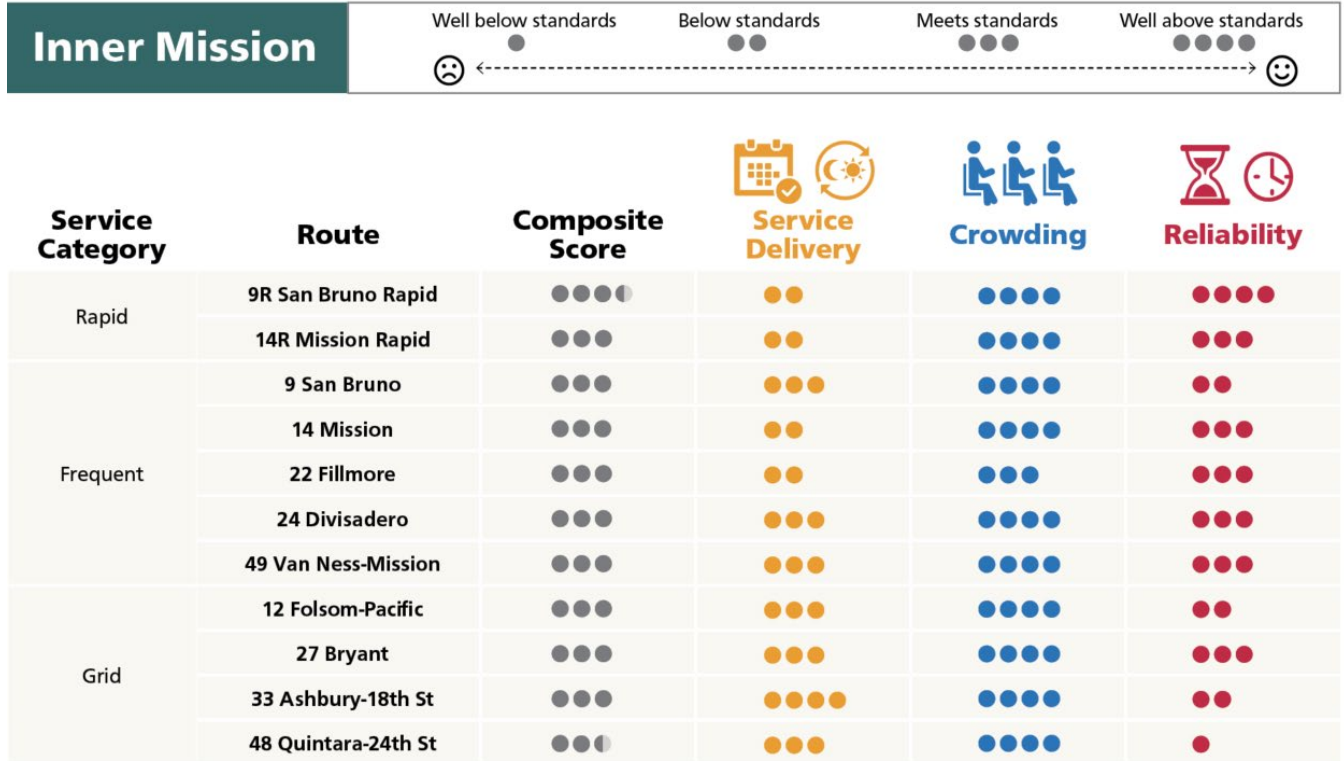 Inner Mission
Well below standards
Below standards
Meets standards
Well above standards
Service Category
Route
Composite Score
Service Delivery
Crowding
Reliability
Rapid
9R San Bruno Rapid
14R Mission Rapid
Frequent
9 San Bruno
14 Mission
22 Fillmore
24 Divisadero
49 Van Ness-Mission
Grid
12 Folsom-Pacific
27 Bryant
33 Ashbury-18th St
48 Quintara-24th St